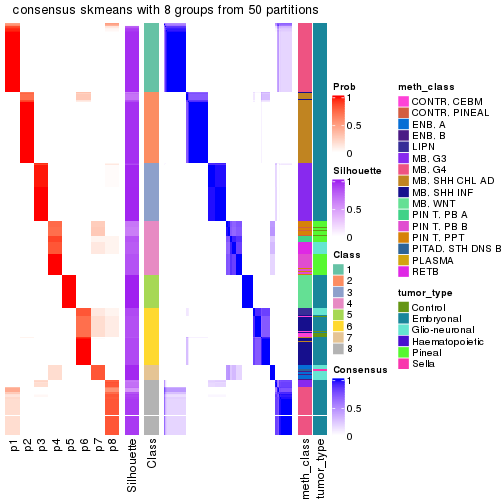 consensus skmeans with 8 groups from 50 partitions
Prob
1
0.5
0
Silhouette
1
0.5
0
Class
1
2
3
4
5
6
7
8
Consensus
1
0.5
0
meth_class
CONTR. CEBM
CONTR. PINEAL
ENB. A
ENB. B
LIPN
MB. G3
MB. G4
MB. SHH CHL AD
MB. SHH INF
MB. WNT
PIN T. PB A
PIN T. PB B
PIN T. PPT
PITAD. STH DNS B
PLASMA
RETB
tumor_type
Control
Embryonal
Glio-neuronal
Haematopoietic
Pineal
Sella
p1
p2
p3
p4
p5
p6
p7
p8
Silhouette
Class
meth_class
tumor_type